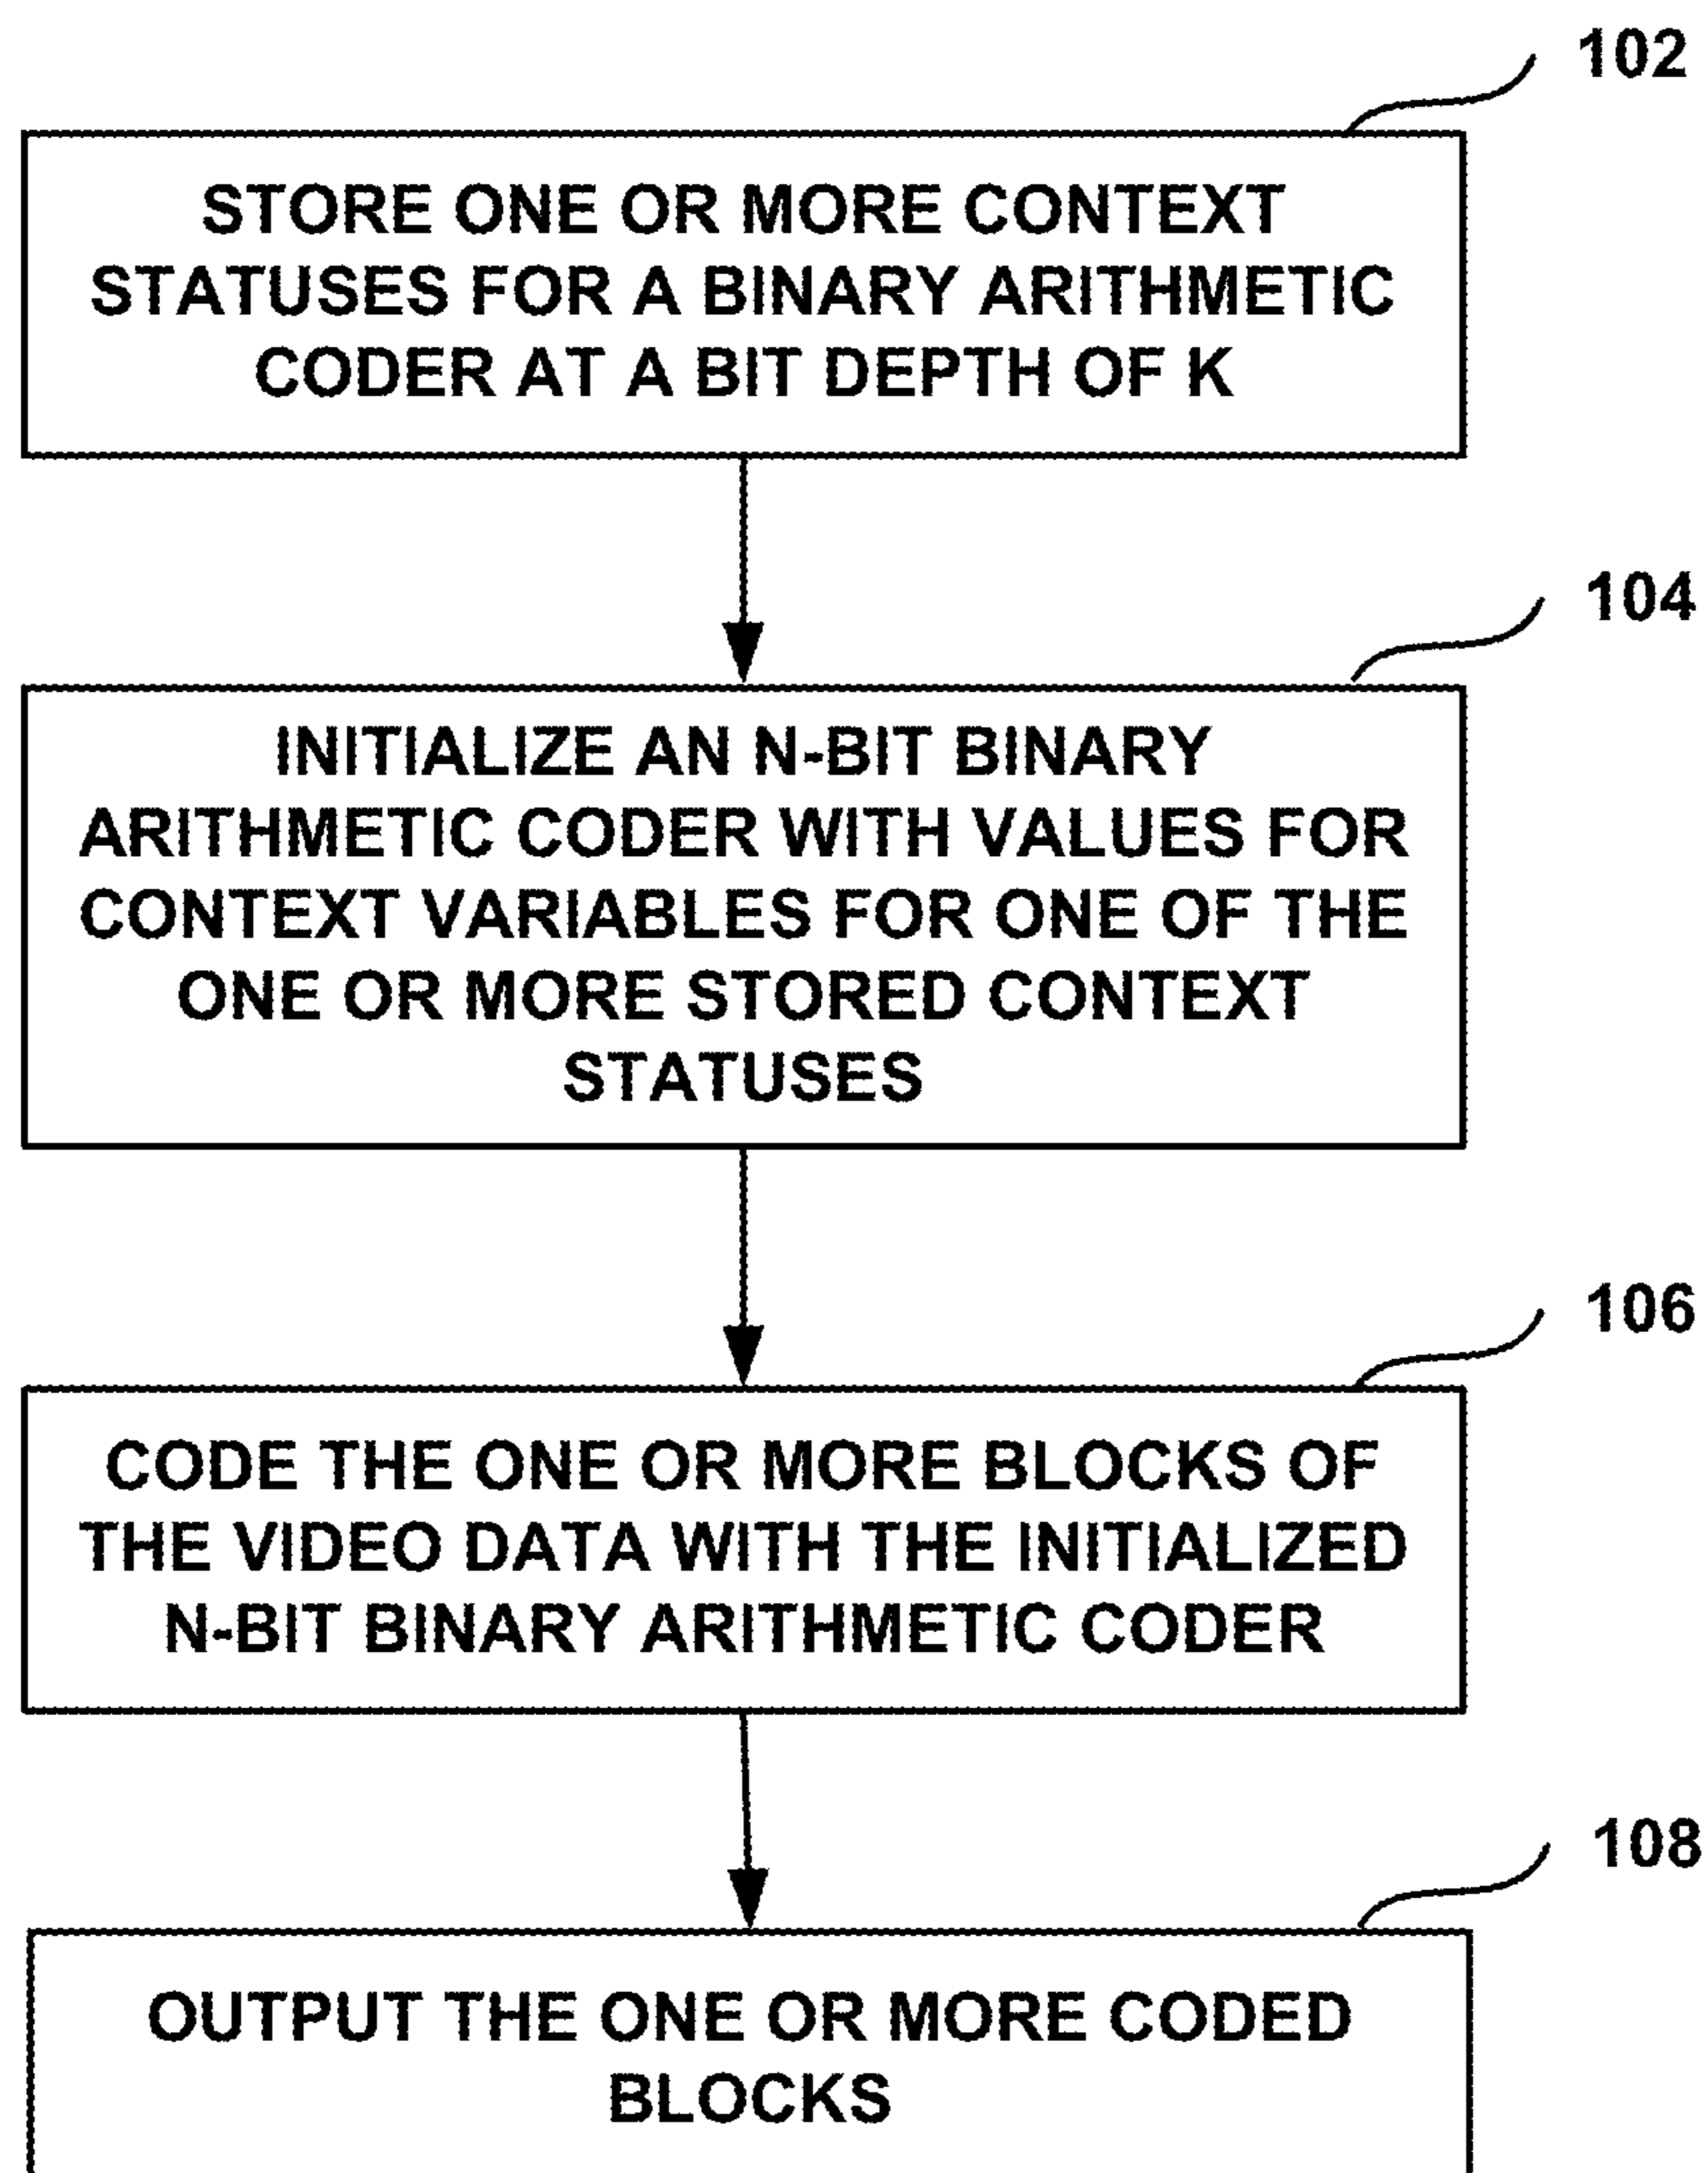 102
STORE ONE OR MORE CONTEXT
STATUSES FOR A BINARY ARITHMETIC
CODER AT A BIT DEPTH OF K
104
INITIALIZE AN N-BIT BINARY
ARITHMETIC CODER WITH VALUES FOR
CONTEXT VARIABLES FOR ONE OF THE
ONE OR MORE STORED CONTEXT
STATUSES
106
CODE THE ONE OR MORE BLOCKS OF
THE VIDEO DATA WITH THE INITIALIZED
N-BIT BINARY ARITHMETIC CODER
108
OUTPUT THE ONE OR MORE CODED
BLOCKS